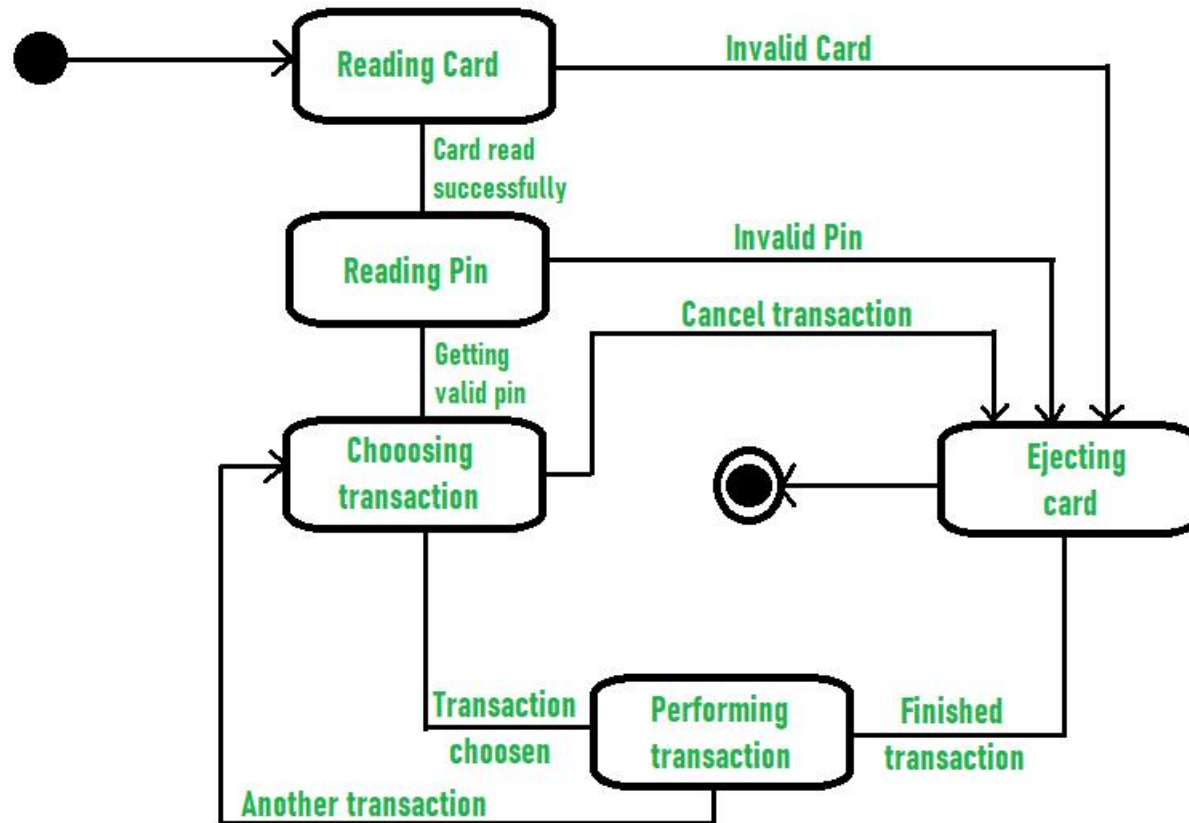 Reading Card
Invalid Card
Card read
successfully
Reading Pin
Invalid Pin
Cancel transaction
Getting
valid pin
Chooosing
transaction
Ejecting
card
Transaction
choosen
Performing
transaction
Finished
transaction
Another transaction